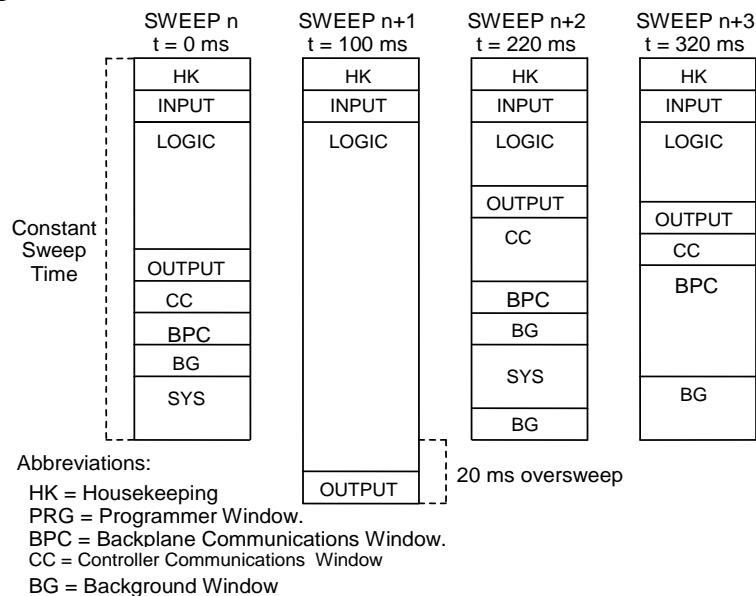 SWEEP n
t = 0 ms
SWEEP n+1
t = 100 ms
SWEEP n+2
t = 220 ms
SWEEP n+3
t = 320 ms
Constant
Sweep
Time
HK
INPUT
LOGIC
OUTPUT
CC
BPC
BG
SYS
HK
INPUT
LOGIC
OUTPUT
HK
INPUT
LOGIC
OUTPUT
CC
BPC
BG
SYS
BG
HK
INPUT
LOGIC
OUTPUT
CC
BPC
BG
20 ms oversweep
Abbreviations:
HK = Housekeeping
PRG = Programmer Window.
BPC = Backplane Communications Window.
CC = Controller Communications Window
BG = Background Window